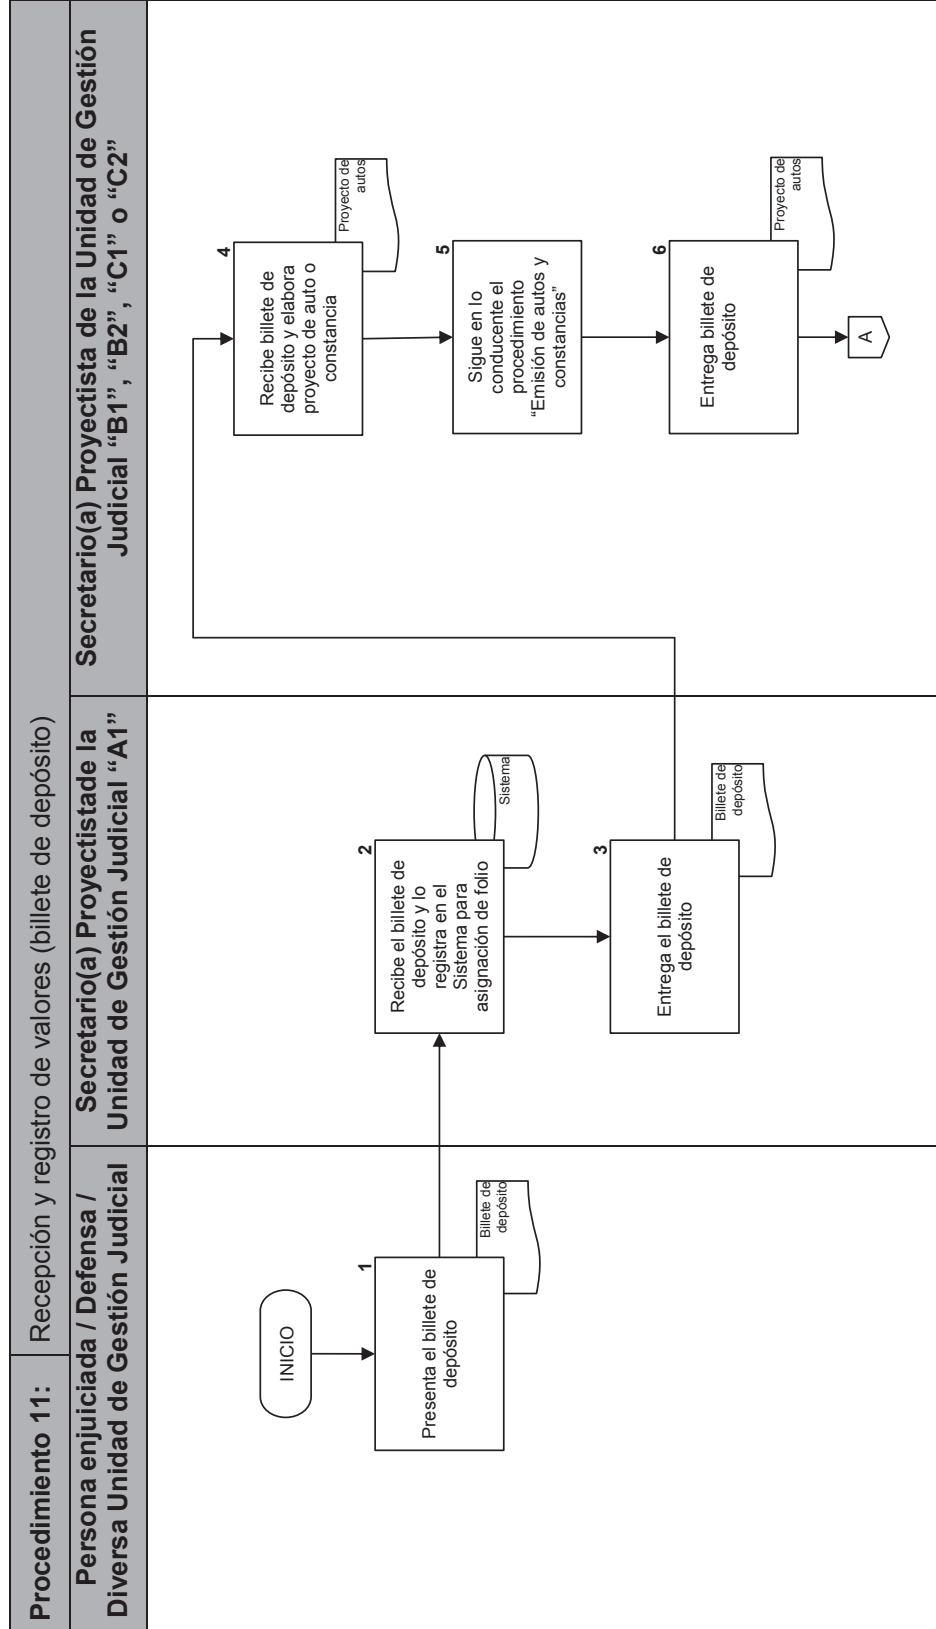 Procedimiento 11:
Recepción y registro de valores (billete de depósito)
Persona enjuiciada / Defensa /
Diversa Unidad de Gestión Judicial
Secretario(a) Proyectistade la
Unidad de Gestión Judicial “A1”
Secretario(a) Proyectista de la Unidad de Gestión
Judicial “B1”, “B2”, “C1” o “C2”
INICIO
1
Presenta el billete de
depósito
Billete de
depósito
2
Recibe el billete de
depósito y lo
registra en el
Sistema para
asignación de folio
Sistema
3
Entrega el billete de
depósito
Billete de
depósito
4
Recibe billete de
depósito y elabora
proyecto de auto o
constancia
Proyecto de
autos
5
Sigue en lo
conducente el
procedimiento
“Emisión de autos y
constancias”
6
Entrega billete de
depósito
Proyecto de
autos
A